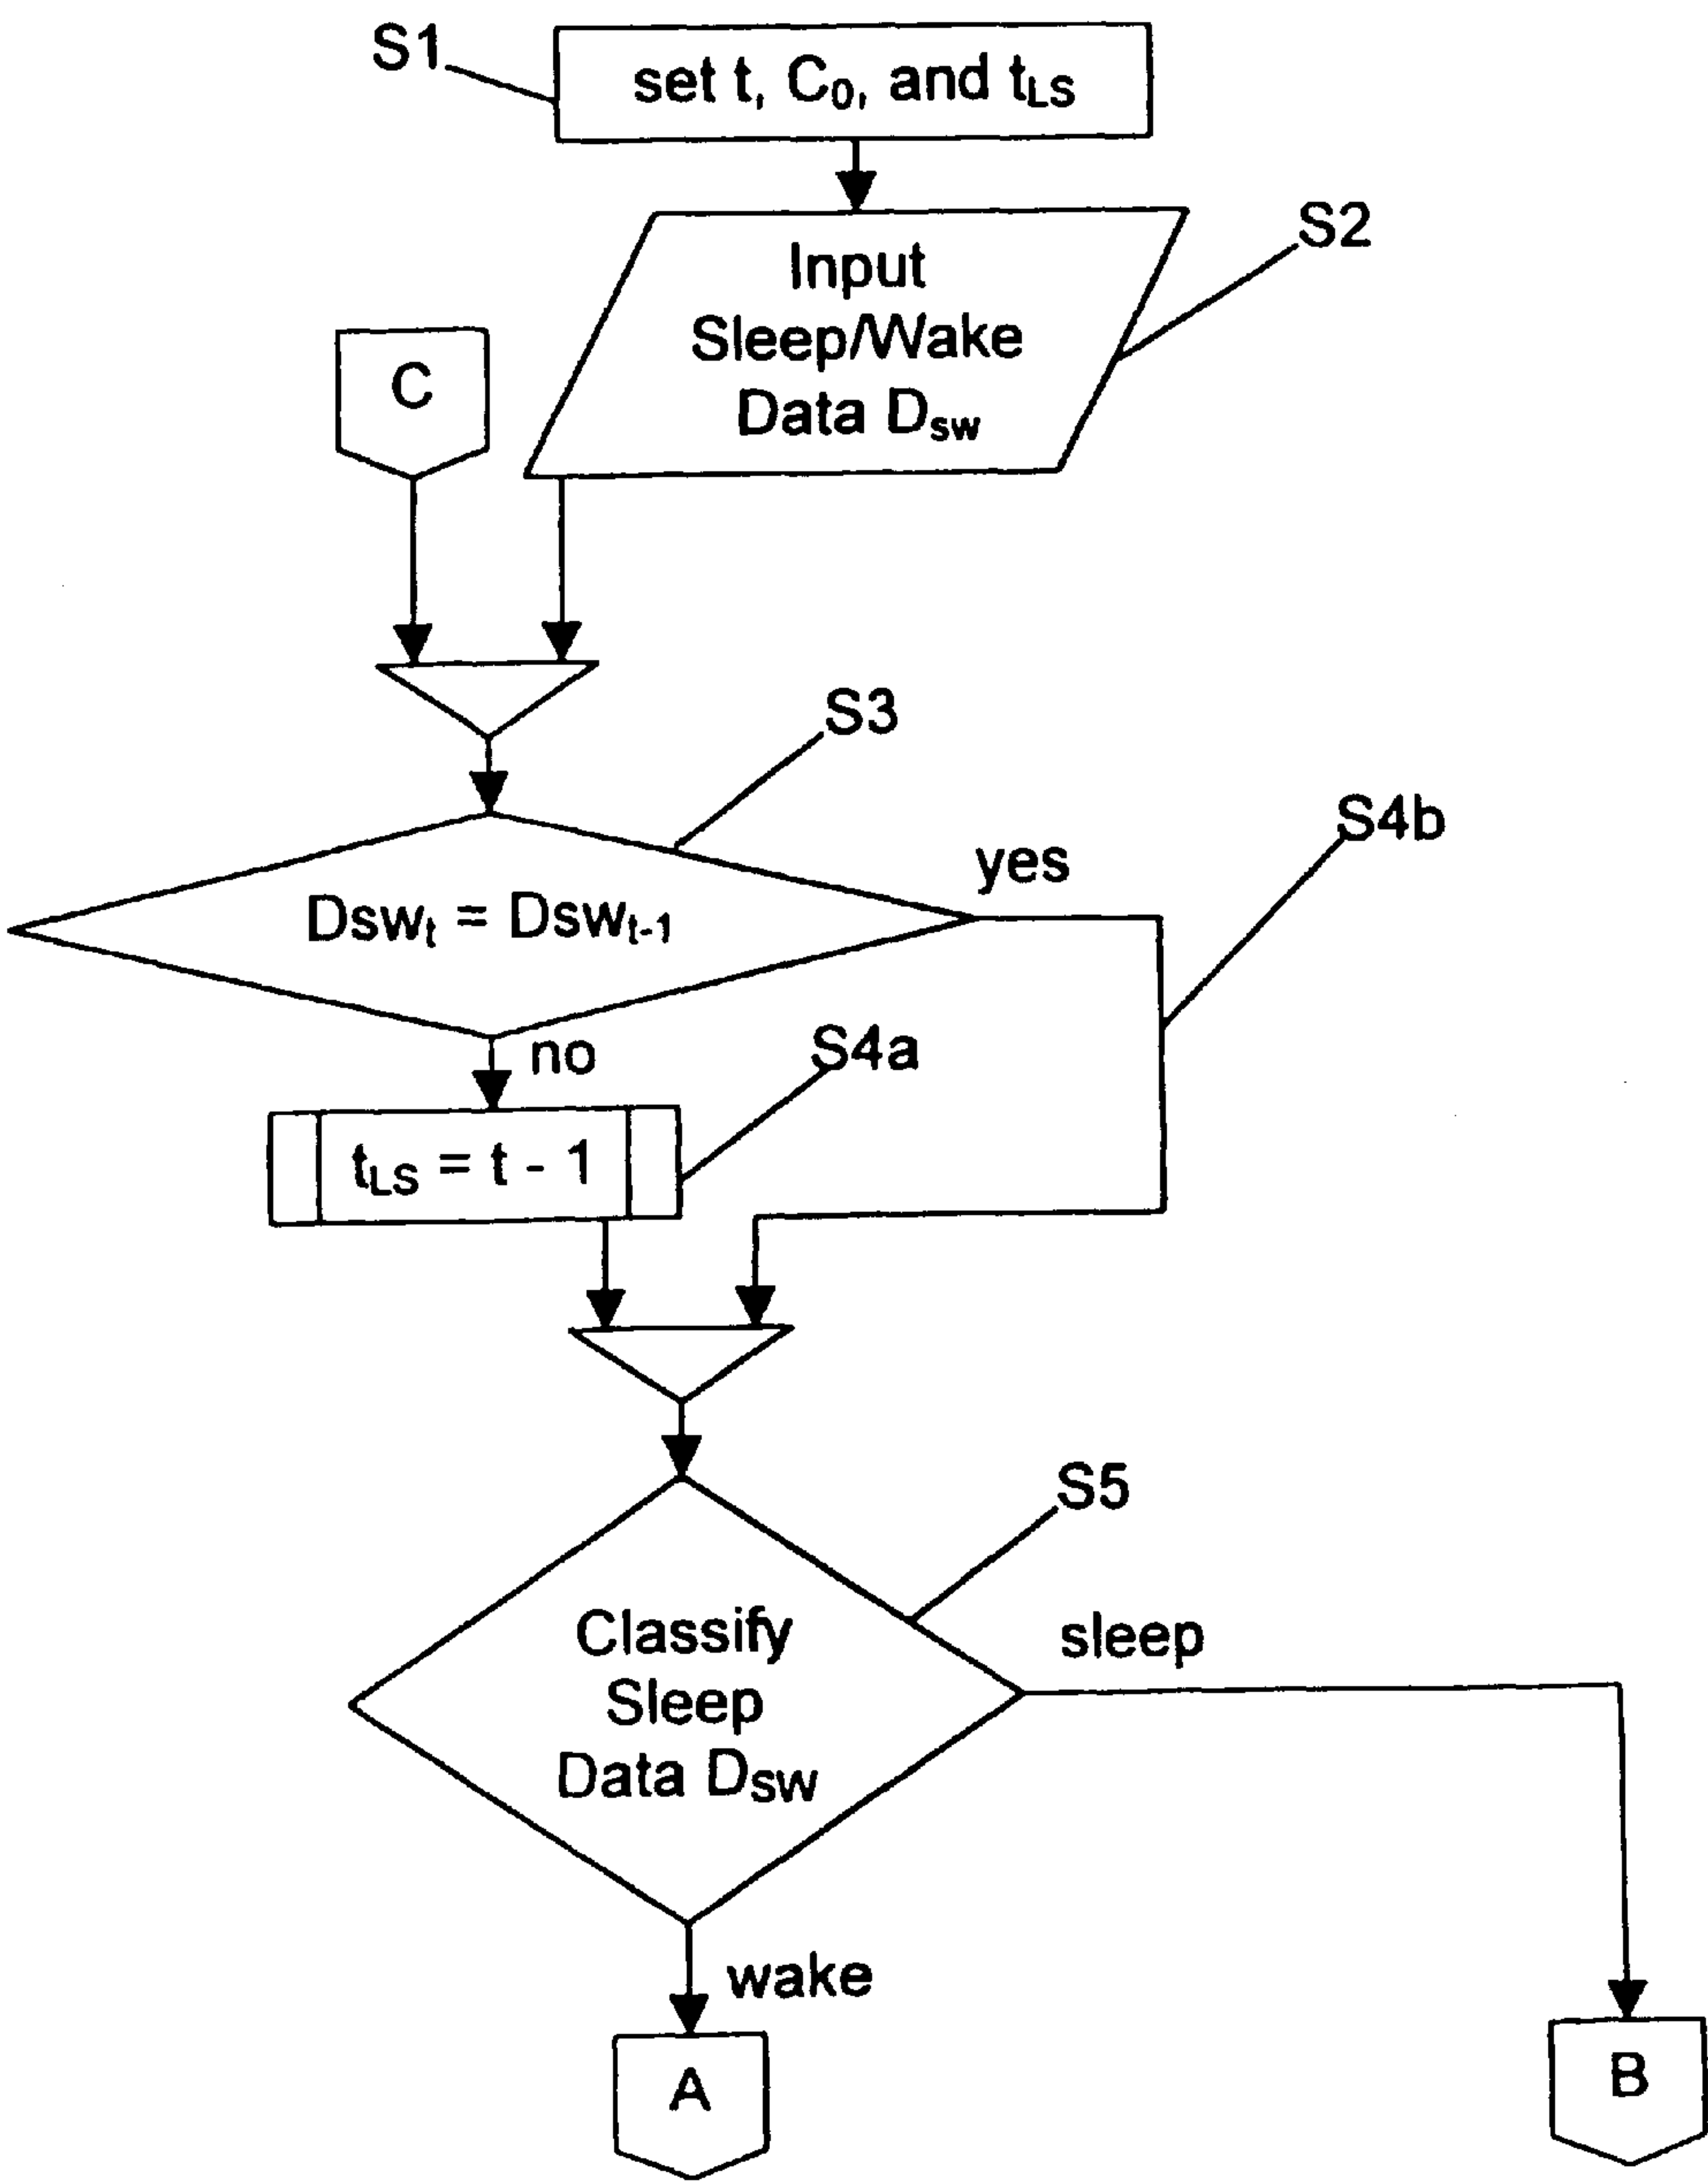 S1
set t, C₀, and tLS
S2
Input
Sleep/Wake
Data Dsw
C
S3
Dswt = Dswt-1
yes
S4b
no
S4a
tLS = t - 1
S5
Classify
Sleep
Data DSW
sleep
wake
A
B